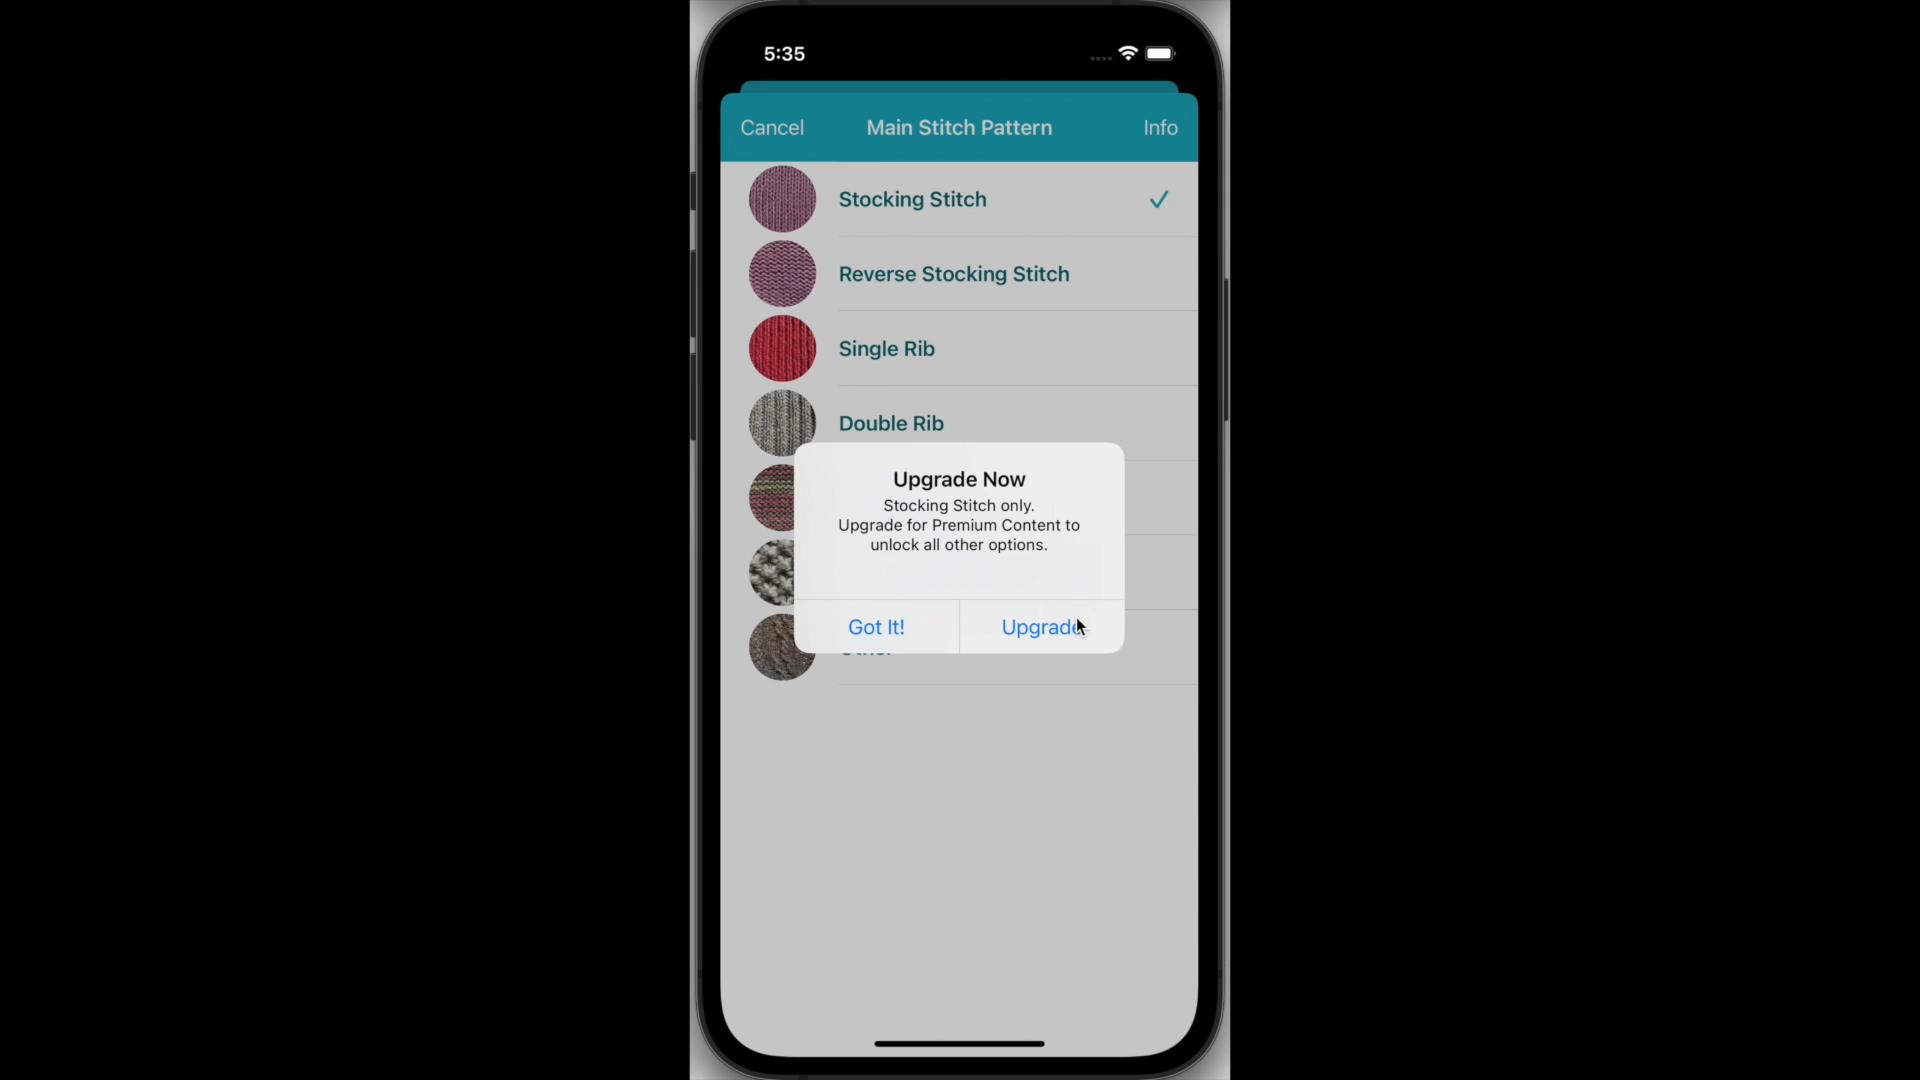 5:35
Cancel Main Stitch Pattern Info
Stocking Stitch
Reverse Stocking Stitch
Single Rib
Double Rib
Upgrade Now
Stocking Stitch only.
Upgrade for Premium Content to
unlock all other options.
Got It! Upgrade